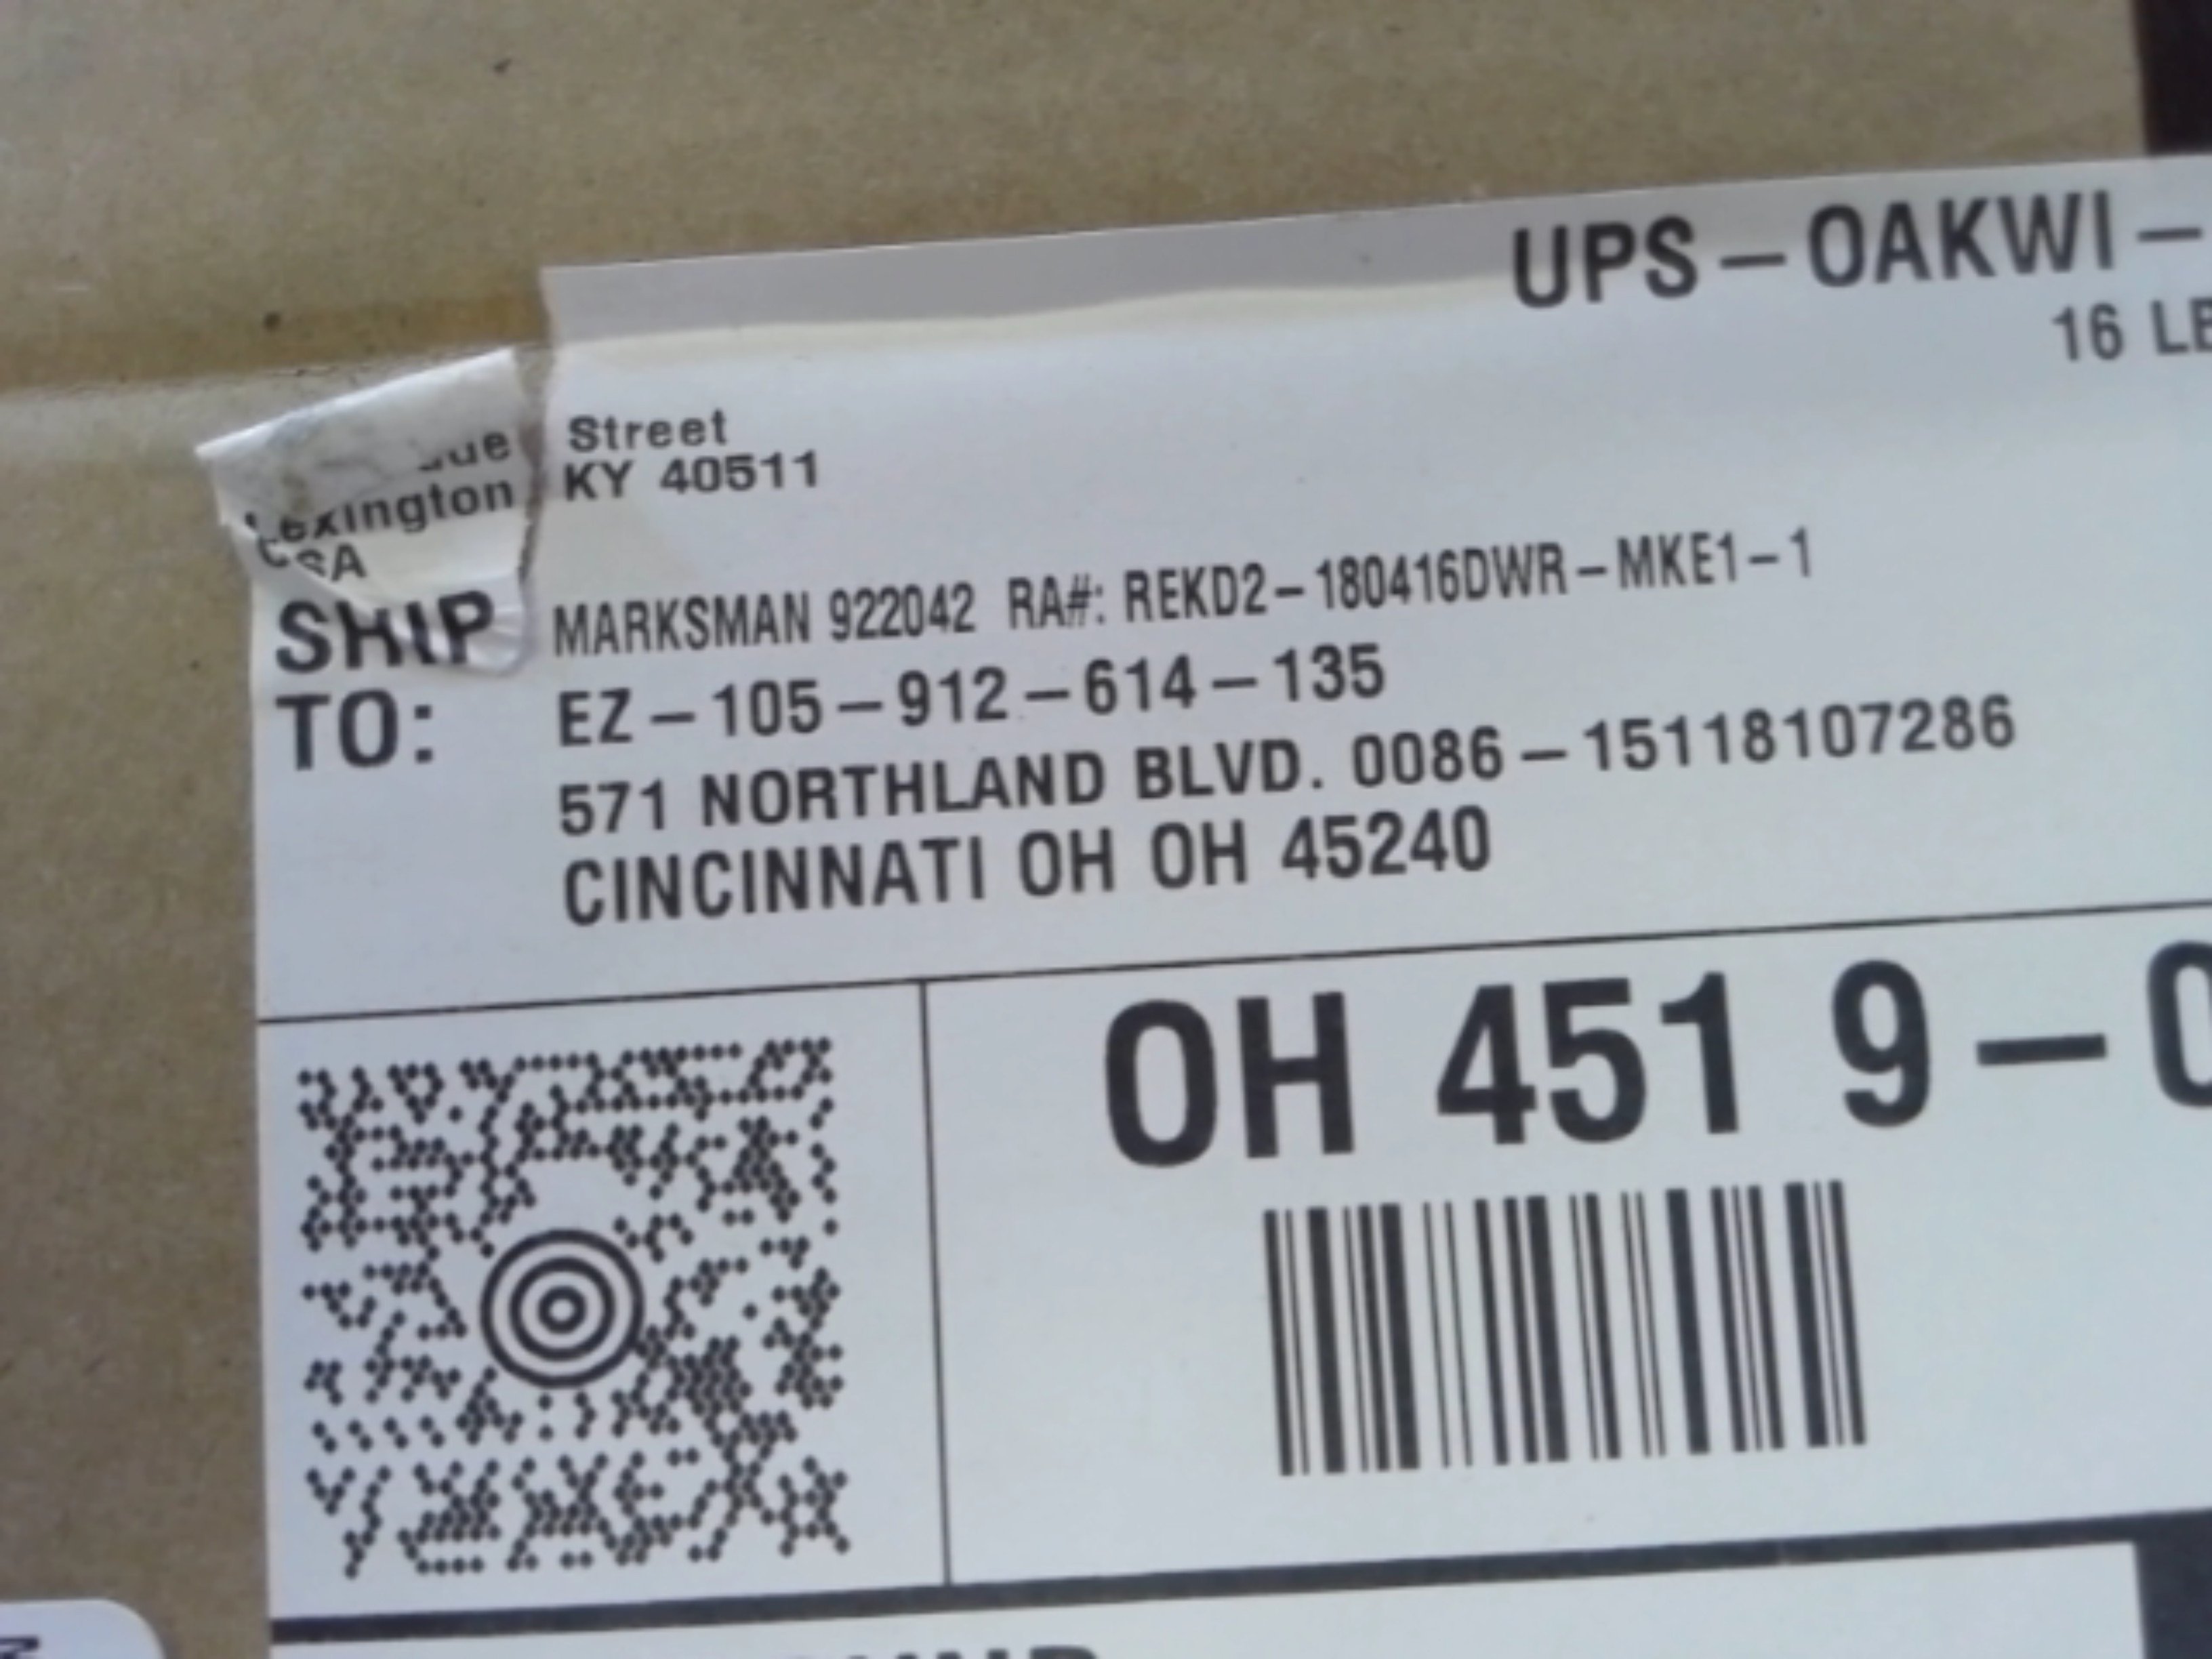 UPS – OAKWI –
16
Street
Lexington KY 40511
USA
SHIP TO:
MARKSMAN 922042 RA#: REKD2–180416DWR–MKE1–1
EZ – 105 – 912 – 614 – 135
571 NORTHLAND BLVD. 0086 – 15118107286
CINCINNATI OH OH 45240
OH 451 9 –